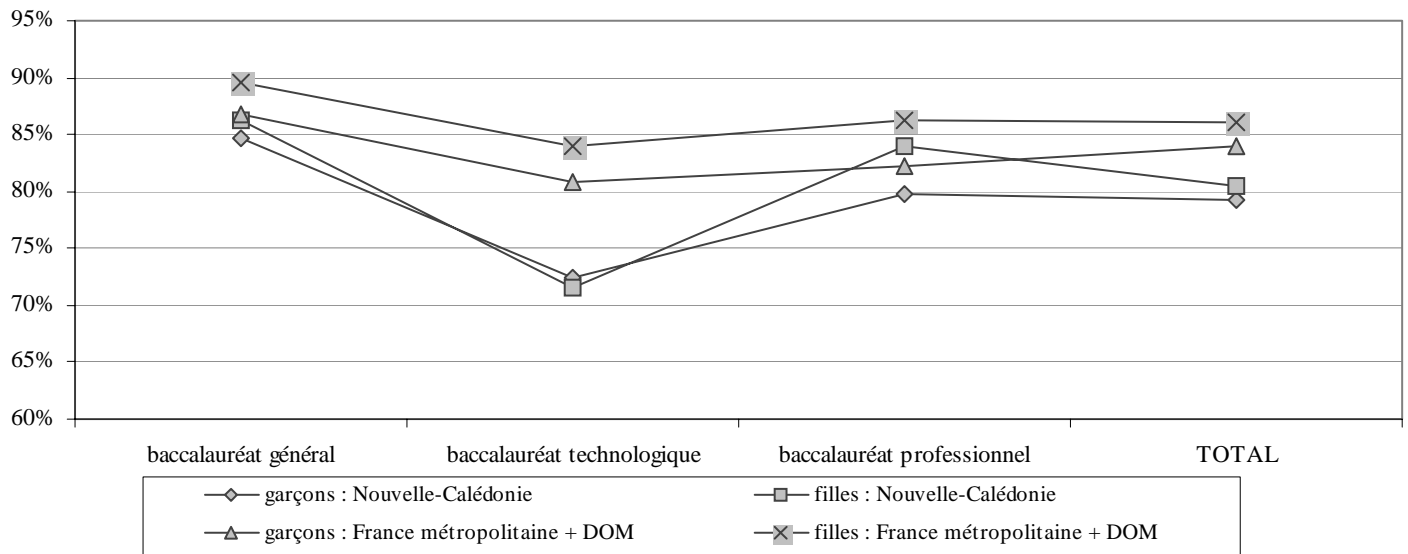 95%
90%
85%
80%
75%
70%
65%
60%
baccalauréat général baccalauréat technologique baccalauréat professionnel TOTAL
garçons : Nouvelle-Calédonie filles : Nouvelle-Calédonie
garçons : France métropolitaine + DOM filles : France métropolitaine + DOM